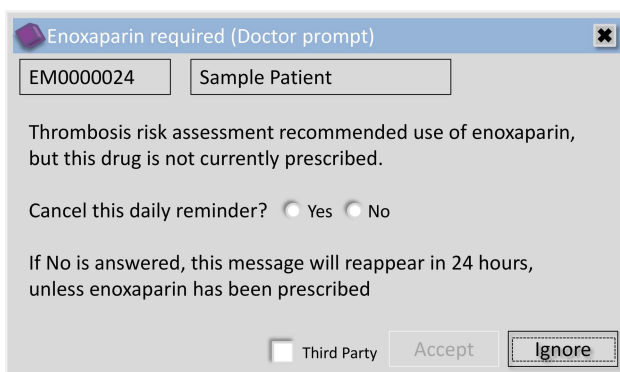 Enoxaparin required (Doctor prompt)
EM0000024 Sample Patient
Thrombosis risk assessment recommended use of enoxaparin,
but this drug is not currently prescribed.
Cancel this daily reminder? Yes No
If No is answered, this message will reappear in 24 hours,
unless enoxaparin has been prescribed
Third Party Accept Ignore